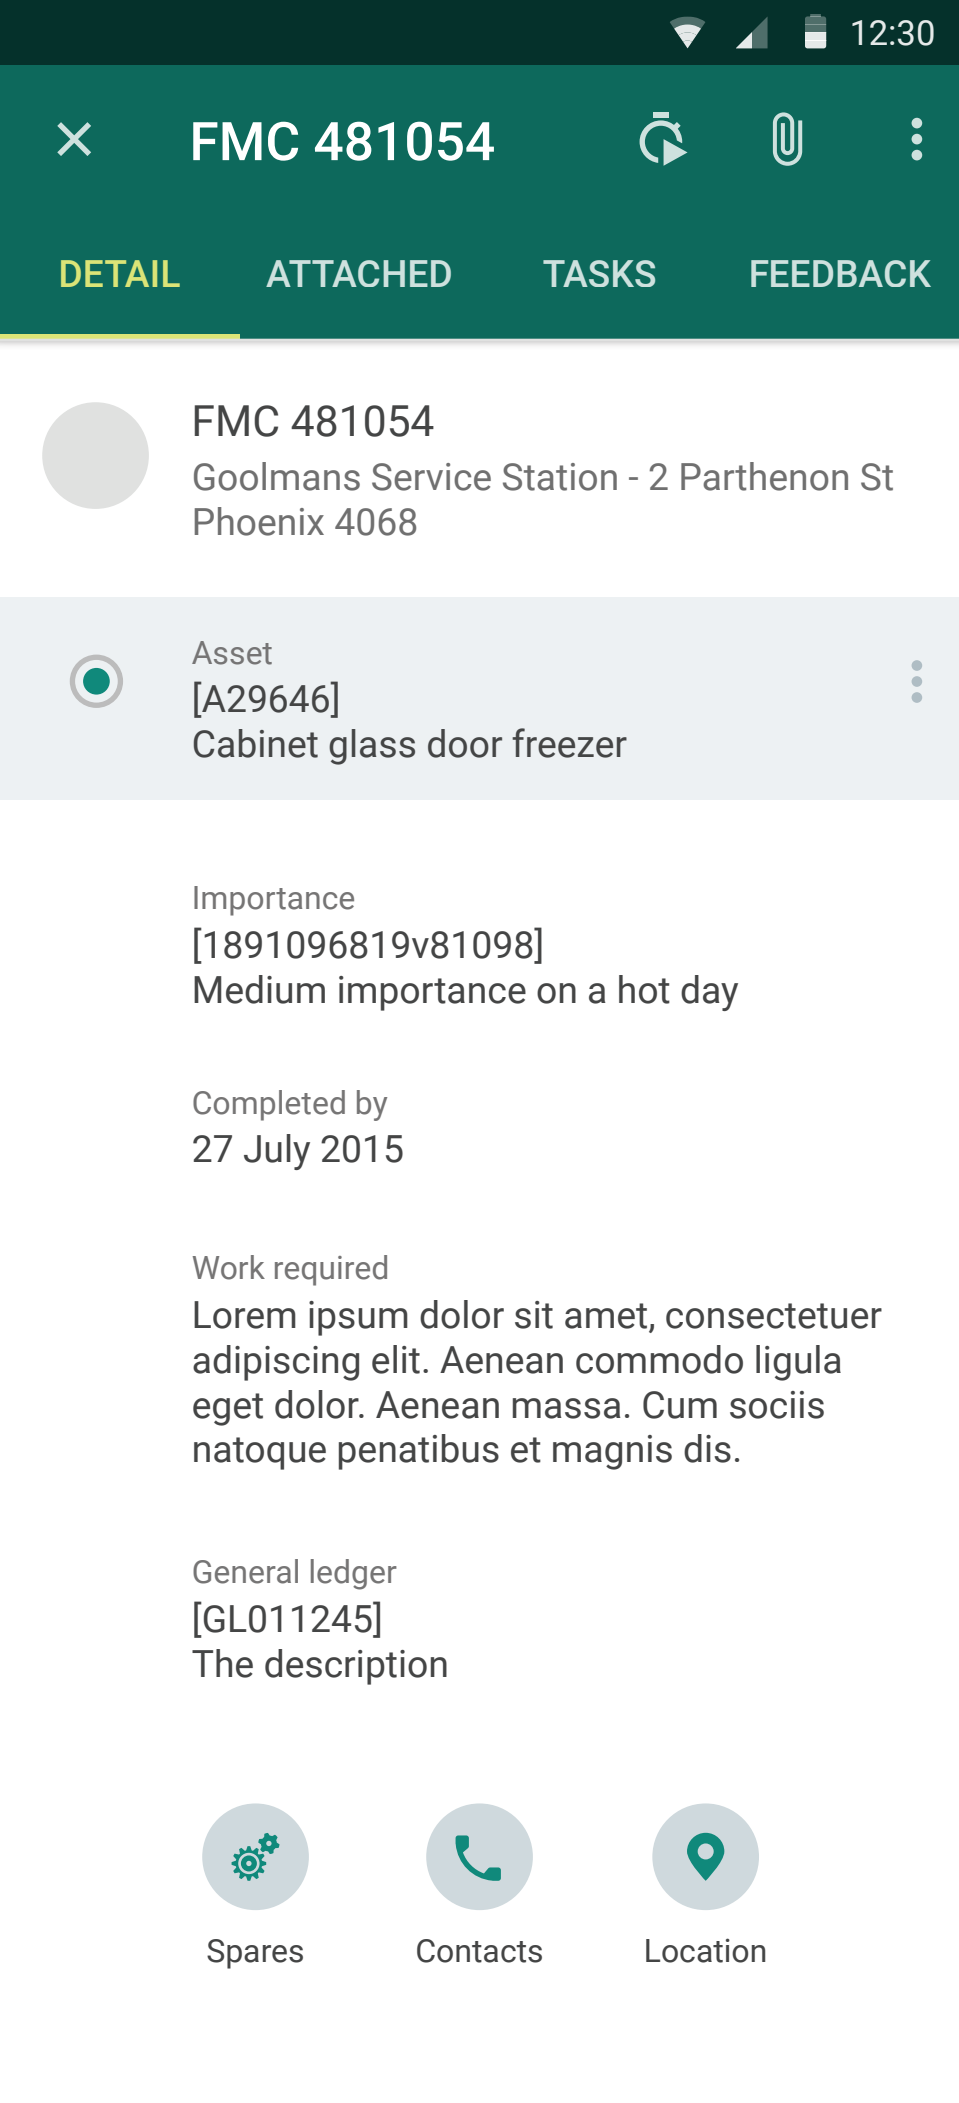 12:30
FMC 481054
DETAIL
ATTACHED
TASKS
FEEDBACK
FMC 481054
Goolmans Service Station - 2 Parthenon St
Phoenix 4068
Asset
[A29646]
Cabinet glass door freezer
Importance
[1891096819v81098]
Medium importance on a hot day
Completed by
27 July 2015
Work required
Lorem ipsum dolor sit amet, consectetuer
adipiscing elit. Aenean commodo ligula
eget dolor. Aenean massa. Cum sociis
natoque penatibus et magnis dis.
General ledger
[GL011245]
The description
Spares
Contacts
Location